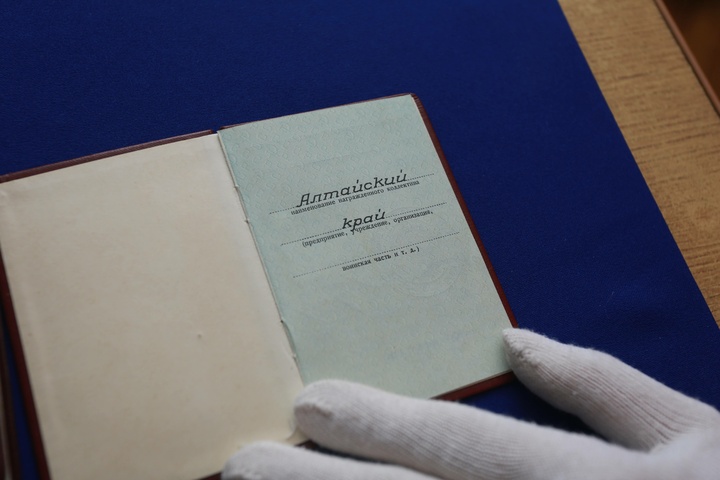 Алтайский
наименование награжденного коллектива
край
(предприятие, учреждение, организация,
воинская часть и т. д.)